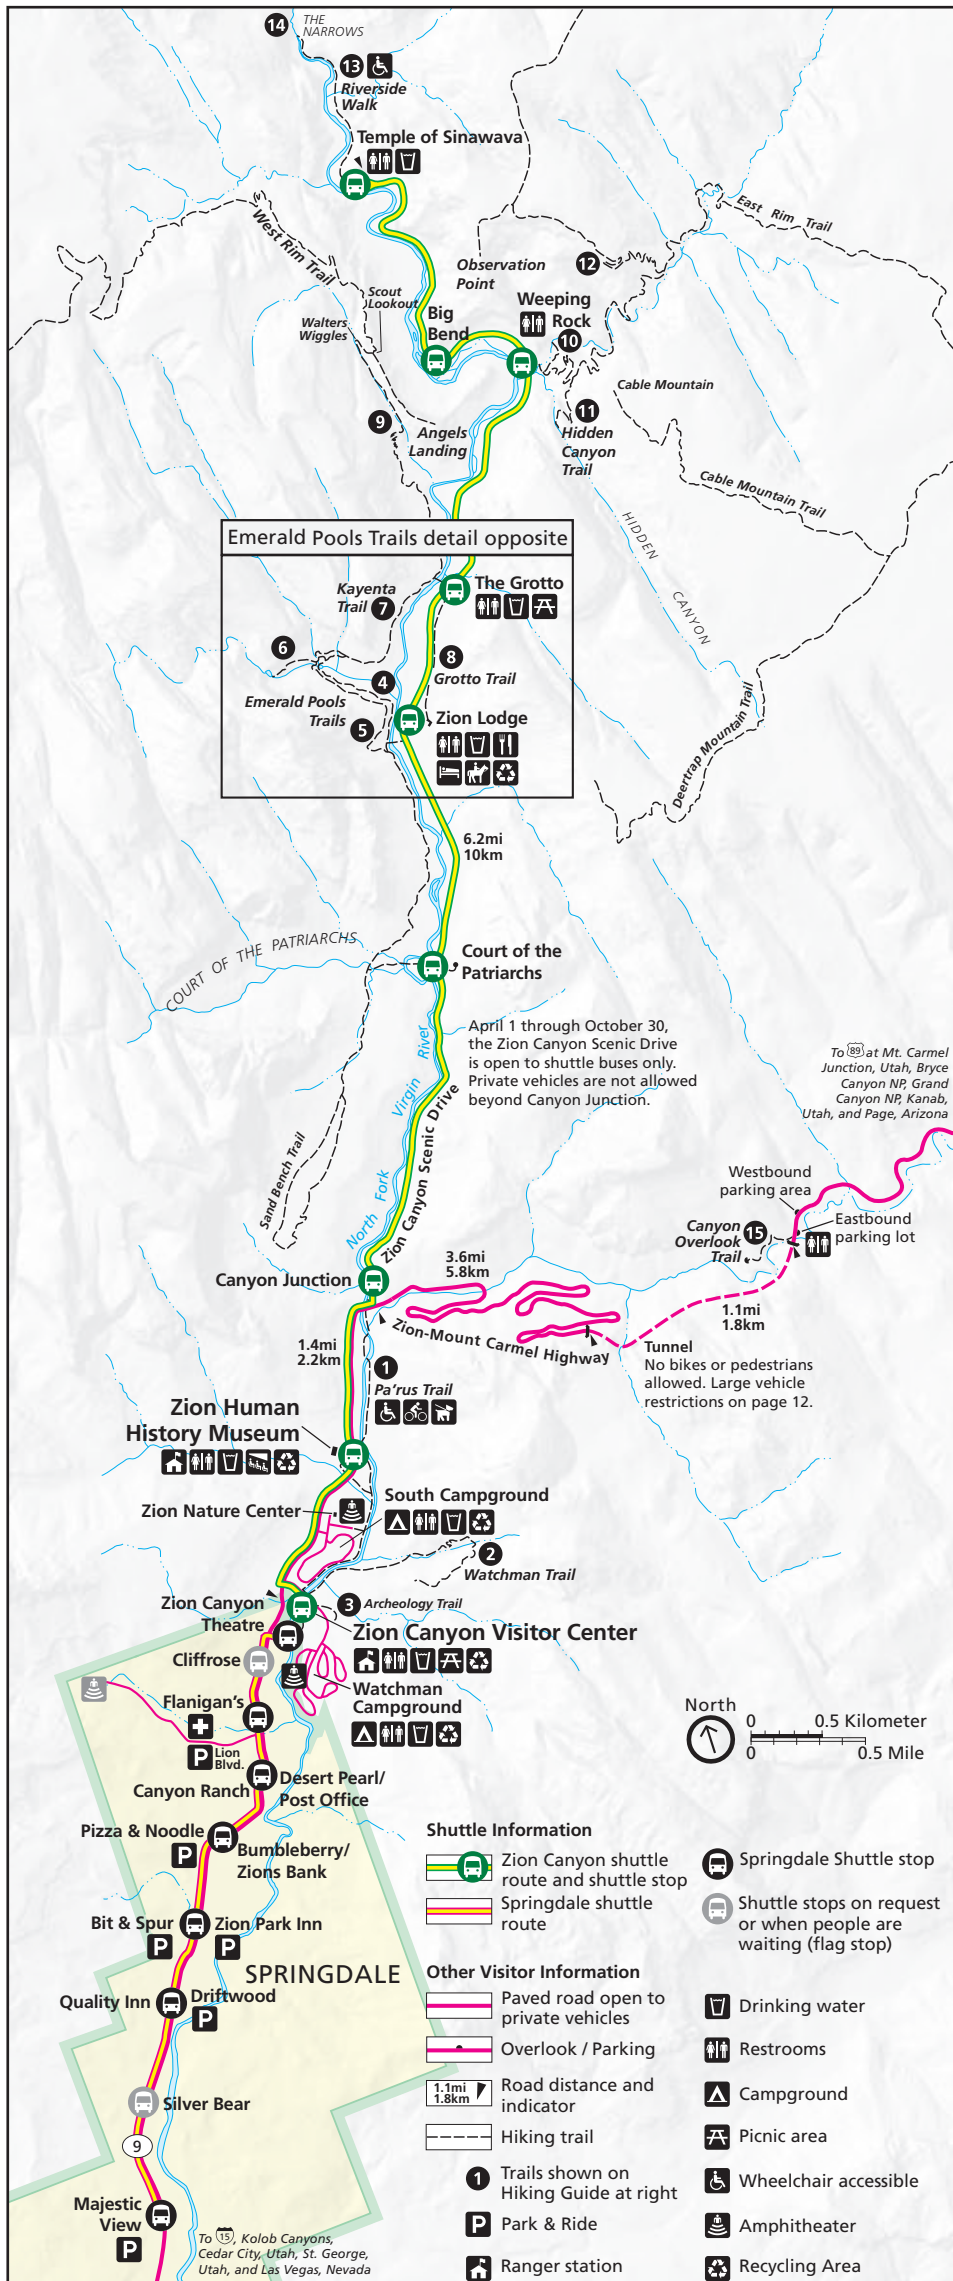 14
THE
NARROWS
13
Riverside
Walk
Temple of Sinawava
West Rim Trail
East Rim Trail
Observation
Point
12
Scout
Lookout
Walters
Wiggles
Big
Bend
Weeping
Rock
10
Cable Mountain
9
Angels
Landing
11
Hidden
Canyon
Trail
Cable Mountain Trail
HIDDEN CANYON
Emerald Pools Trails detail opposite
The Grotto
Kayenta
Trail 7
6
8
Grotto Trail
4
Emerald Pools
Trails
5
Zion Lodge
Deertrap Mountain Trail
6.2mi
10km
COURT OF THE PATRIARCHS
Court of the
Patriarchs
April 1 through October 30,
the Zion Canyon Scenic Drive
is open to shuttle buses only.
Private vehicles are not allowed
beyond Canyon Junction.
North Fork Virgin River
Zion Canyon Scenic Drive
Sand Bench Trail
To 89 at Mt. Carmel
Junction, Utah, Bryce
Canyon NP, Grand
Canyon NP, Kanab,
Utah, and Page, Arizona
Westbound
parking area
Canyon
Overlook
Trail
15
Eastbound
parking lot
Canyon Junction
3.6mi
5.8km
Zion-Mount Carmel Highway
1.1mi
1.8km
Tunnel
No bikes or pedestrians
allowed. Large vehicle
restrictions on page 12.
1.4mi
2.2km
1
Pa'rus Trail
Zion Human
History Museum
Zion Nature Center
South Campground
2
Watchman Trail
Zion Canyon
Theatre
3
Archeology Trail
Zion Canyon Visitor Center
Cliffrose
Watchman
Campground
Flanigan's
P
Lion
Blvd.
Canyon Ranch
Desert Pearl/
Post Office
Pizza & Noodle
P
Bumbleberry/
Zions Bank
Bit & Spur
P
Zion Park Inn
P
SPRINGDALE
Quality Inn
Driftwood
P
Silver Bear
9
Majestic
View
P
To 15, Kolob Canyons,
Cedar City, Utah, St. George,
Utah, and Las Vegas, Nevada
North
0 0.5 Kilometer
0 0.5 Mile
Shuttle Information
Zion Canyon shuttle
route and shuttle stop
Springdale shuttle
route
Springdale Shuttle stop
Shuttle stops on request
or when people are
waiting (flag stop)
Other Visitor Information
Paved road open to
private vehicles
Overlook / Parking
1.1mi
1.8km
Road distance and
indicator
Hiking trail
1
Trails shown on
Hiking Guide at right
P
Park & Ride
Ranger station
Drinking water
Restrooms
Campground
Picnic area
Wheelchair accessible
Amphitheater
Recycling Area